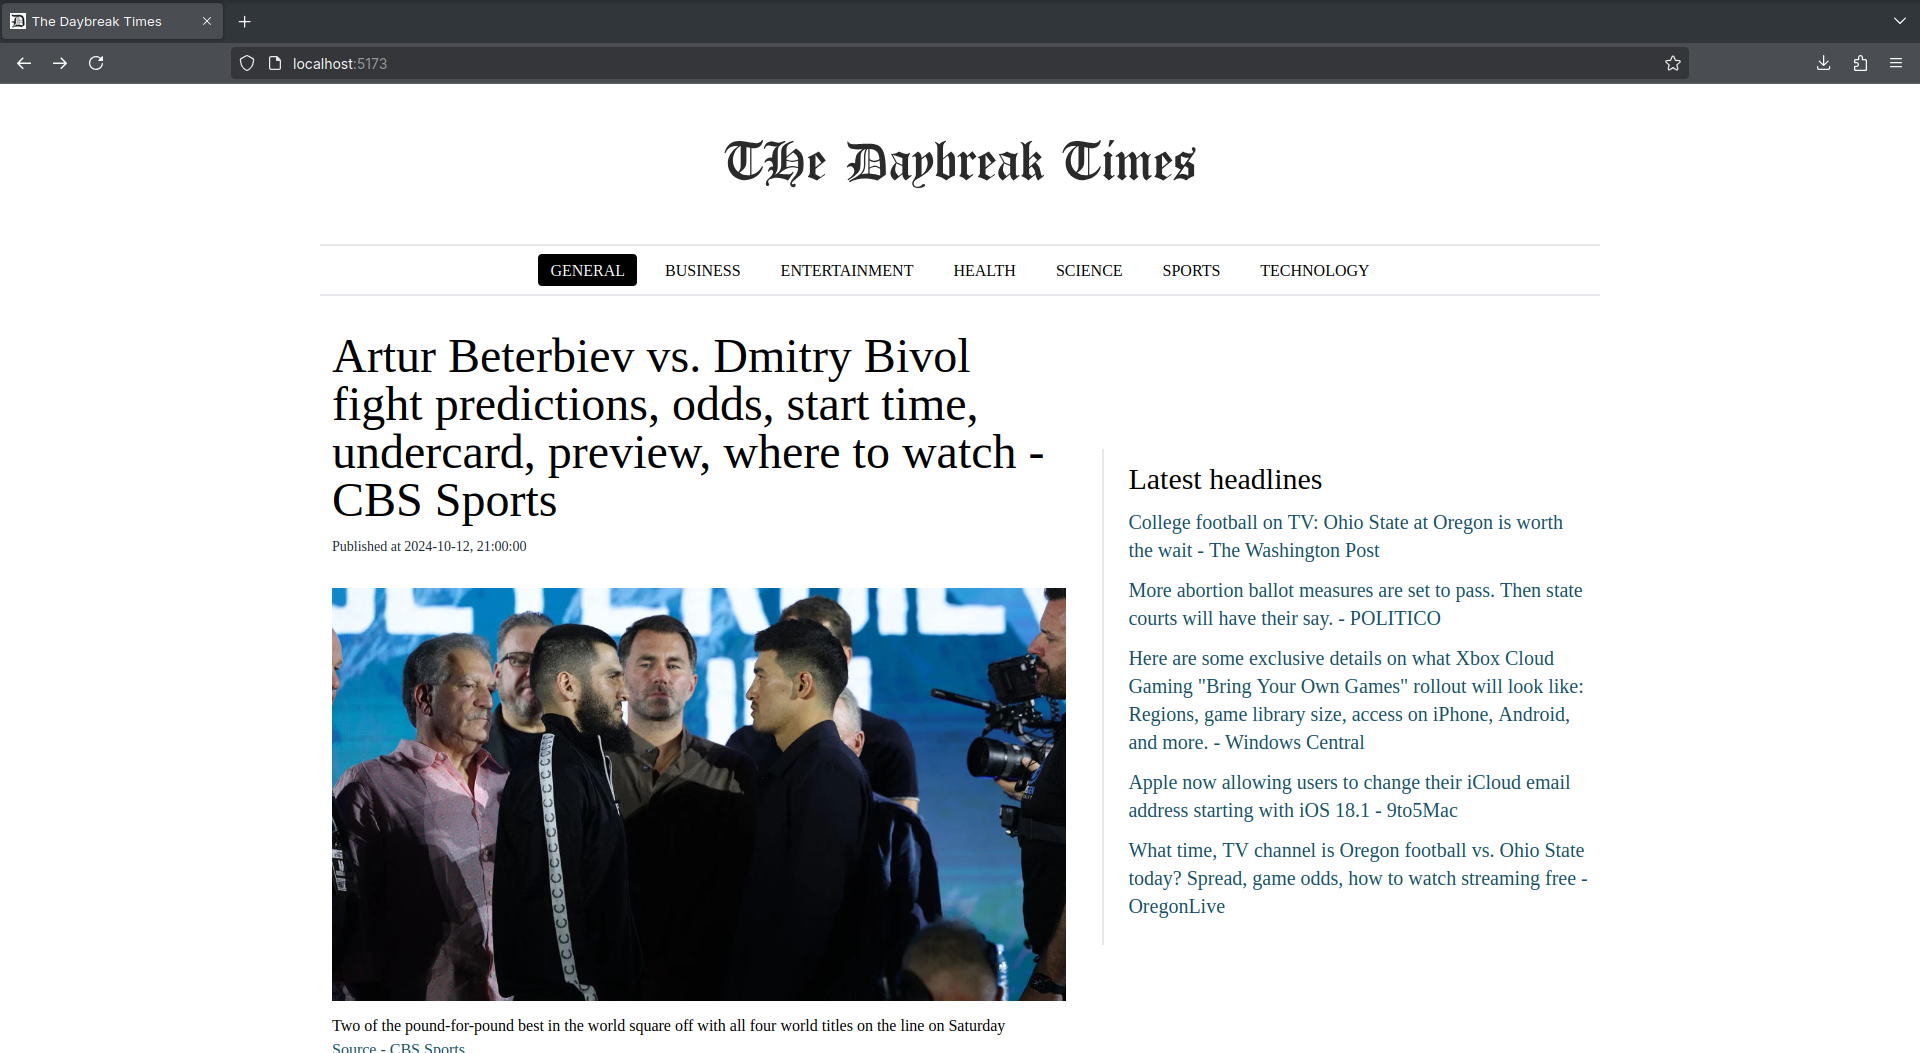 The Daybreak Times
localhost:5173
THe Daybreak Times
GENERAL BUSINESS ENTERTAINMENT HEALTH SCIENCE SPORTS TECHNOLOGY
Artur Beterbiev vs. Dmitry Bivol
fight predictions, odds, start time,
undercard, preview, where to watch -
CBS Sports
Published at 2024-10-12, 21:00:00
Two of the pound-for-pound best in the world square off with all four world titles on the line on Saturday
Source - CBS Sports
Latest headlines
College football on TV: Ohio State at Oregon is worth
the wait - The Washington Post
More abortion ballot measures are set to pass. Then state
courts will have their say. - POLITICO
Here are some exclusive details on what Xbox Cloud
Gaming "Bring Your Own Games" rollout will look like:
Regions, game library size, access on iPhone, Android,
and more. - Windows Central
Apple now allowing users to change their iCloud email
address starting with iOS 18.1 - 9to5Mac
What time, TV channel is Oregon football vs. Ohio State
today? Spread, game odds, how to watch streaming free -
OregonLive